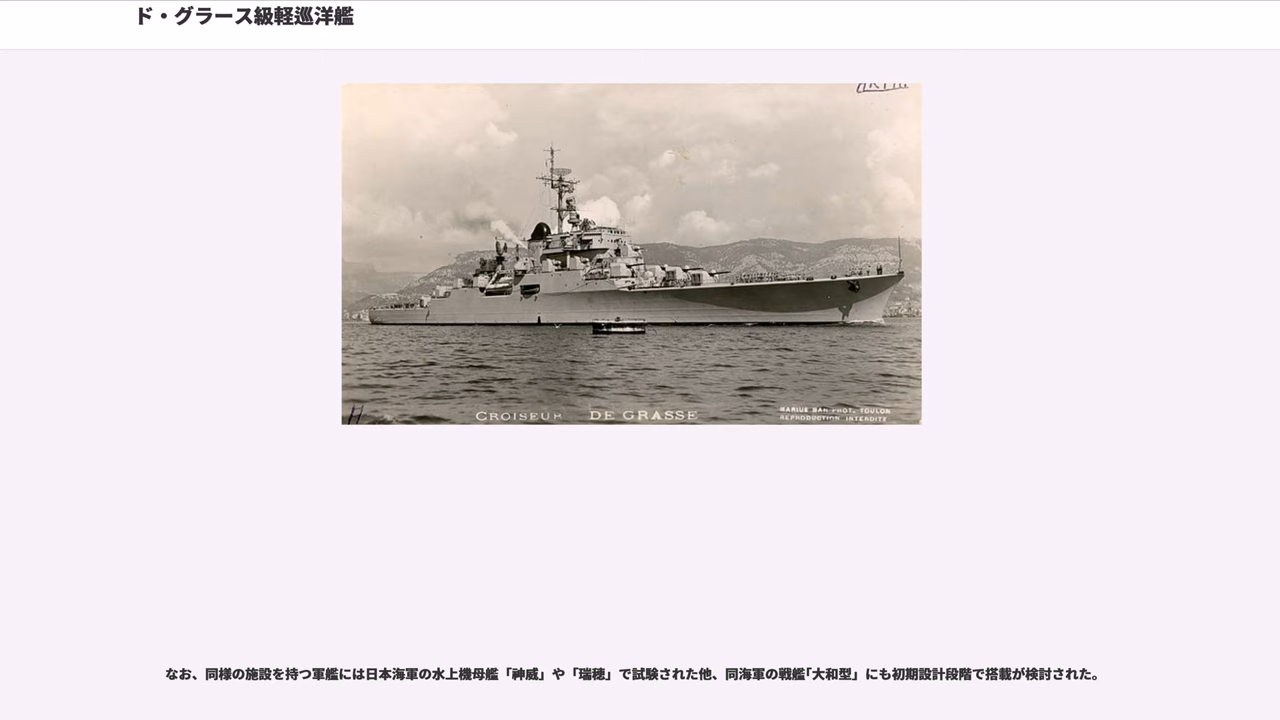 ド・グラース級軽巡洋艦
CROISEUR DE GRASSE
MARIUS BAR PHOT. TOULON
REPRODUCTION INTERDITE
なお、同様の施設を持つ軍艦には日本海軍の水上機母艦「神威」や「瑞穂」で試験された他、同海軍の戦艦｢大和型」にも初期設計段階で搭載が検討された。